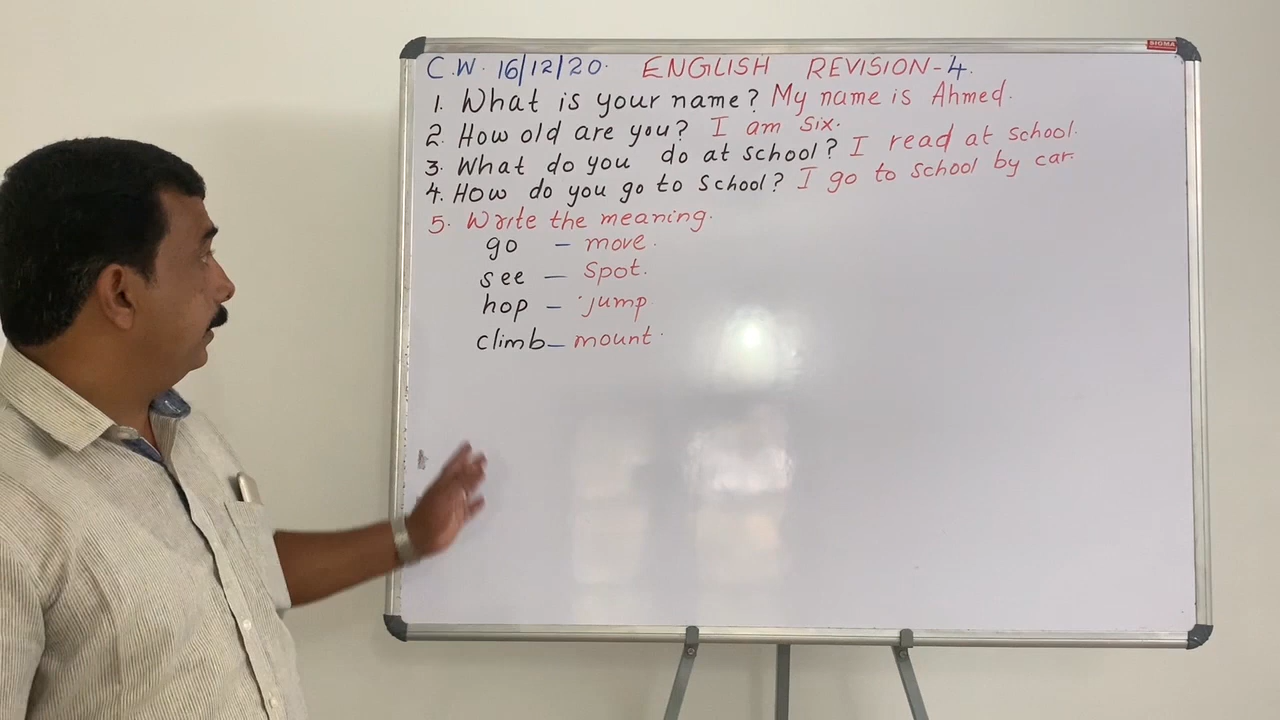 SIGMA
C.W. 16/12/20. ENGLISH REVISION-4.
1. What is your name? My name is Ahmed.
2. How old are you? I am six.
3. What do you do at school? I read at school.
4. How do you go to school? I go to school by car.
5. Write the meaning.
go – move.
see – spot.
hop – jump.
climb – mount.